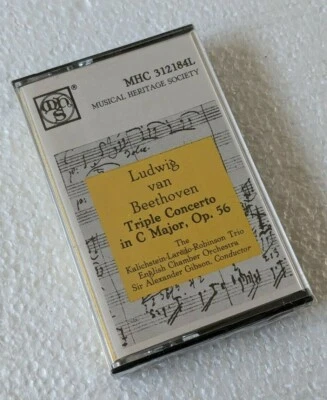 MHS
®
MHC 312184L
MUSICAL HERITAGE SOCIETY
Solo
Ludwig
van
Beethoven
Triple Concerto
in C Major, Op. 56
The
Kalichstein-Laredo-Robinson Trio
English Chamber Orchestra
Sir Alexander Gibson, Conductor